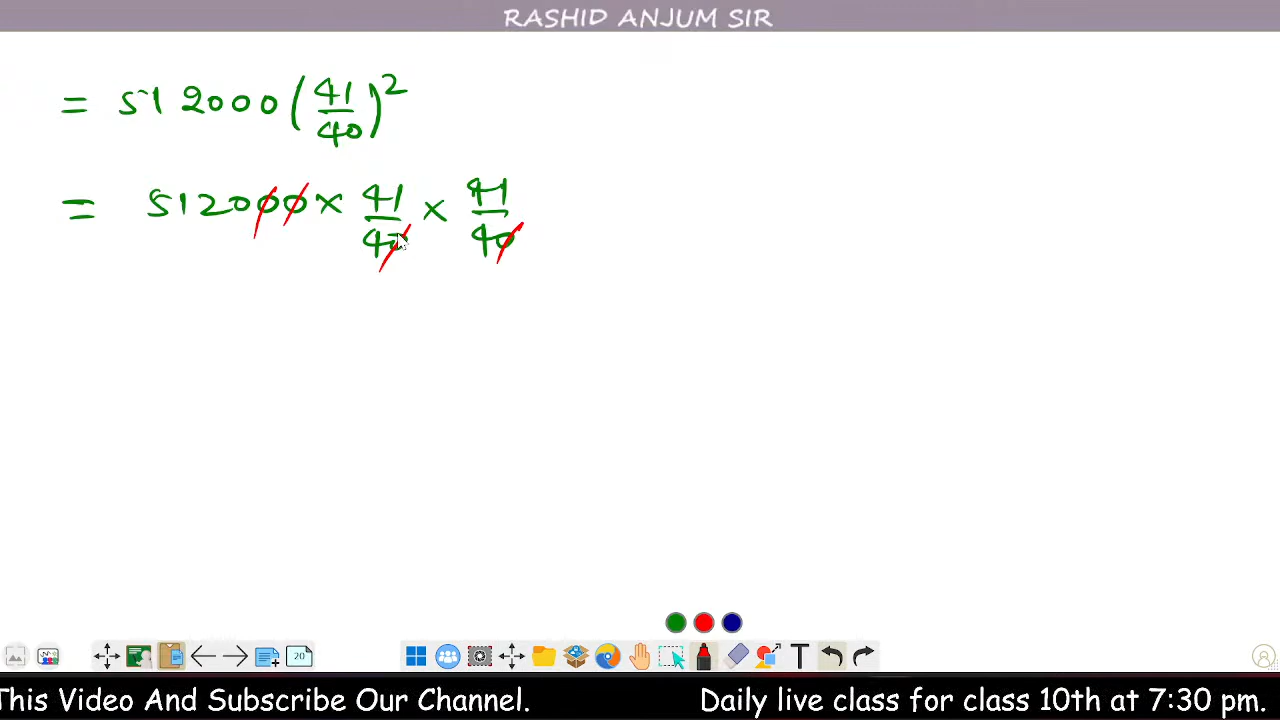 RASHID ANJUM SIR
= 512000 (41/40)²
= 512000 × 41/40 × 41/40
20
T
This Video And Subscribe Our Channel. Daily live class for class 10th at 7:30 pm.